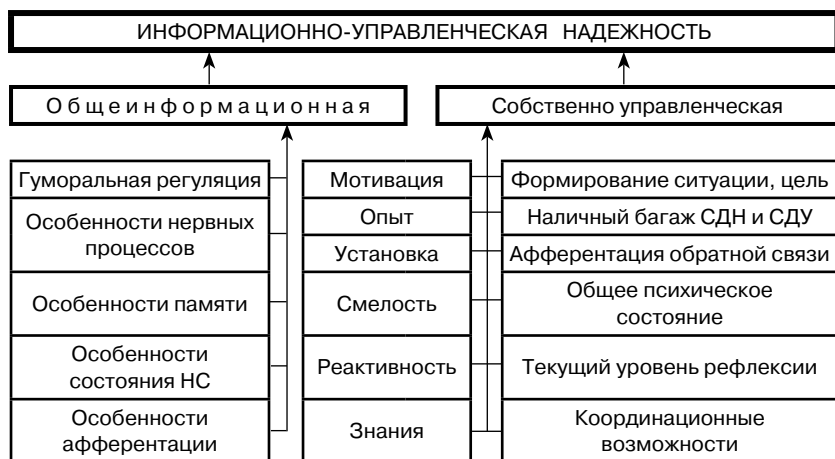 ИНФОРМАЦИОННО-УПРАВЛЕНЧЕСКАЯ НАДЕЖНОСТЬ
Общеинформационная
Собственно управленческая
Гуморальная регуляция
Особенности нервных
процессов
Особенности памяти
Особенности
состояния НС
Особенности
афферентации
Мотивация
Опыт
Установка
Смелость
Реактивность
Знания
Формирование ситуации, цель
Наличный багаж СДН и СДУ
Афферентация обратной связи
Общее психическое
состояние
Текущий уровень рефлексии
Координационные
возможности